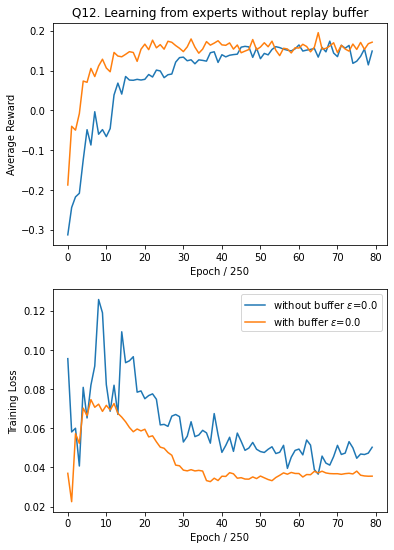 Q12. Learning from experts without replay buffer
Average Reward
0.2
0.1
0.0
−0.1
−0.2
−0.3
0 10 20 30 40 50 60 70 80
Epoch / 250
Training Loss
0.12
0.10
0.08
0.06
0.04
0.02
without buffer ε=0.0
with buffer ε=0.0
0 10 20 30 40 50 60 70 80
Epoch / 250